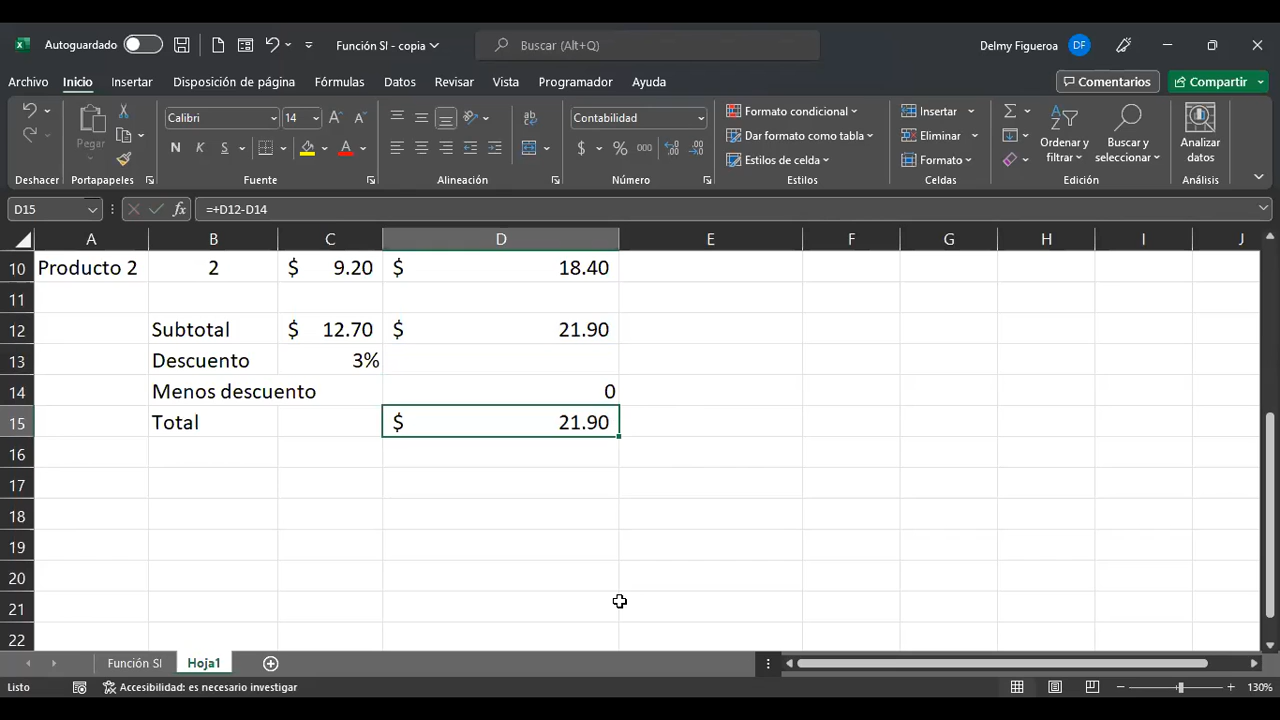 Autoguardado Función SI - copia Buscar (Alt+Q) Delmy Figueroa DF
Archivo Inicio Insertar Disposición de página Fórmulas Datos Revisar Vista Programador Ayuda Comentarios Compartir
Pegar Calibri 14 Contabilidad Formato condicional Insertar Ordenar y filtrar Buscar y seleccionar Analizar datos
N K S ab $ % 000 Dar formato como tabla Eliminar
Estilos de celda Formato
Deshacer Portapapeles Fuente Alineación Número Estilos Celdas Edición Análisis
D15 fx =+D12-D14
A B C D E F G H I J
10 Producto 2 2 $ 9.20 $ 18.40
11
12 Subtotal $ 12.70 $ 21.90
13 Descuento 3%
14 Menos descuento 0
15 Total $ 21.90
16
17
18
19
20
21
22
Función SI Hoja1
Listo Accesibilidad: es necesario investigar 130%